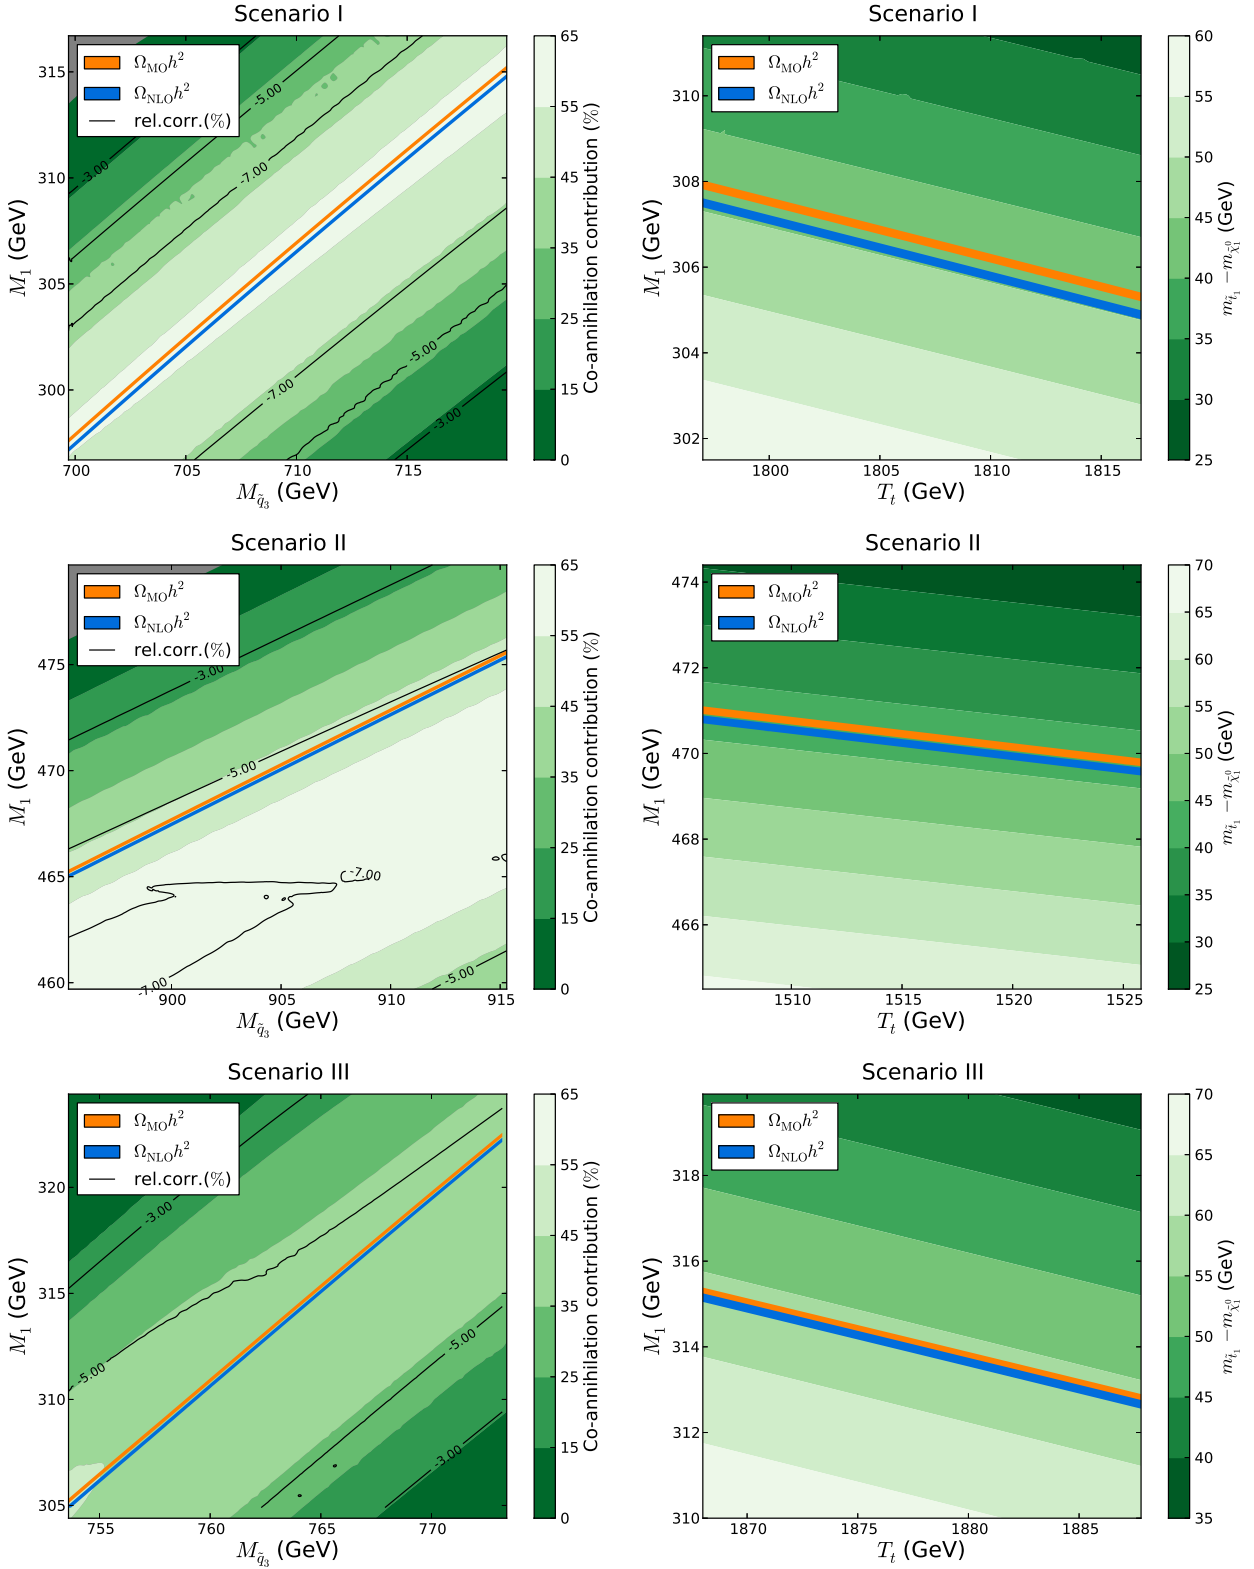 Scenario I
Ω_MO h²
Ω_NLO h²
rel.corr.(%)
-5.00
-3.00
-7.00
-7.00
-5.00
-3.00
315
310
305
300
M₁ (GeV)
700 705 710 715
M_q̃₃ (GeV)
65
55
45
35
25
15
0
Co-annihilation contribution (%)
Scenario I
Ω_MO h²
Ω_NLO h²
310
308
306
304
302
M₁ (GeV)
1800 1805 1810 1815
T_t (GeV)
60
55
50
45
40
35
30
25
m_t̃₁ − m_χ̃₁⁰ (GeV)
Scenario II
Ω_MO h²
Ω_NLO h²
rel.corr.(%)
-3.00
-5.00
-7.00
-7.00
-5.00
475
470
465
460
M₁ (GeV)
900 905 910 915
M_q̃₃ (GeV)
65
55
45
35
25
15
0
Co-annihilation contribution (%)
Scenario II
Ω_MO h²
Ω_NLO h²
474
472
470
468
466
M₁ (GeV)
1510 1515 1520 1525
T_t (GeV)
70
65
60
55
50
45
40
35
30
25
m_t̃₁ − m_χ̃₁⁰ (GeV)
Scenario III
Ω_MO h²
Ω_NLO h²
rel.corr.(%)
-3.00
-5.00
-5.00
-3.00
320
315
310
305
M₁ (GeV)
755 760 765 770
M_q̃₃ (GeV)
65
55
45
35
25
15
0
Co-annihilation contribution (%)
Scenario III
Ω_MO h²
Ω_NLO h²
318
316
314
312
310
M₁ (GeV)
1870 1875 1880 1885
T_t (GeV)
70
65
60
55
50
45
40
35
m_t̃₁ − m_χ̃₁⁰ (GeV)